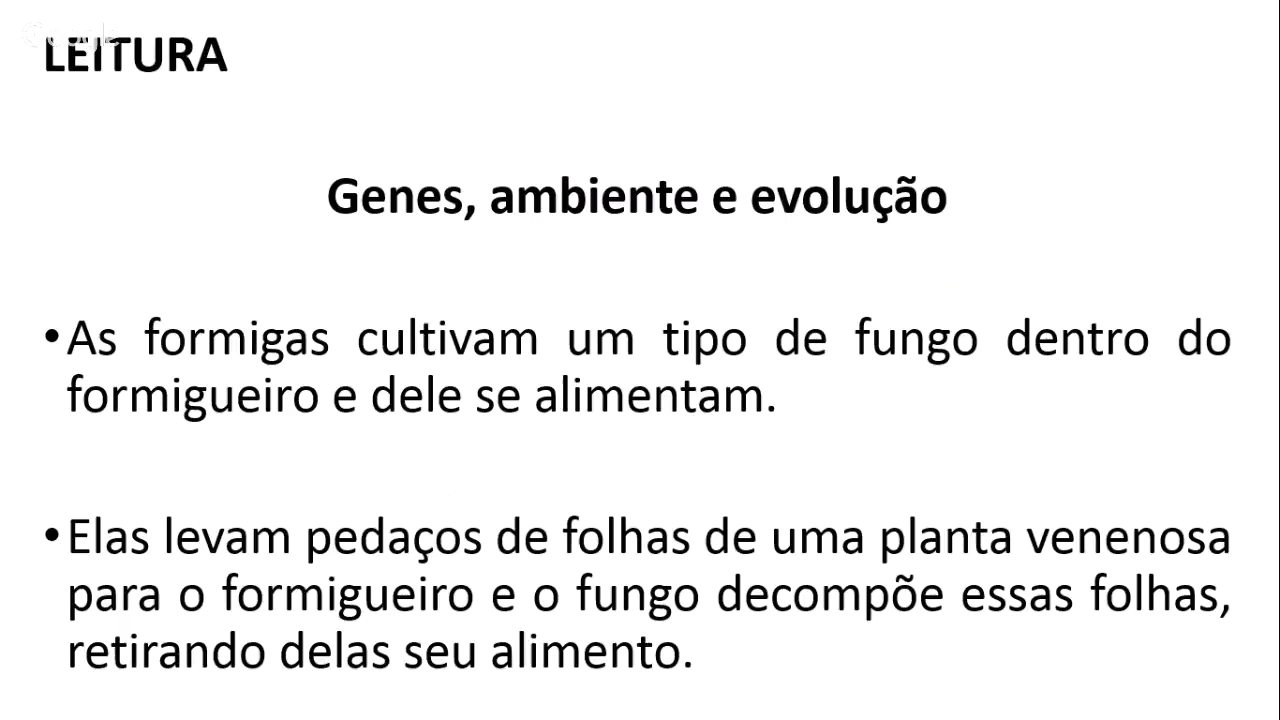 Google
LEITURA
Genes, ambiente e evolução
•As formigas cultivam um tipo de fungo dentro do
formigueiro e dele se alimentam.
•Elas levam pedaços de folhas de uma planta venenosa
para o formigueiro e o fungo decompõe essas folhas,
retirando delas seu alimento.